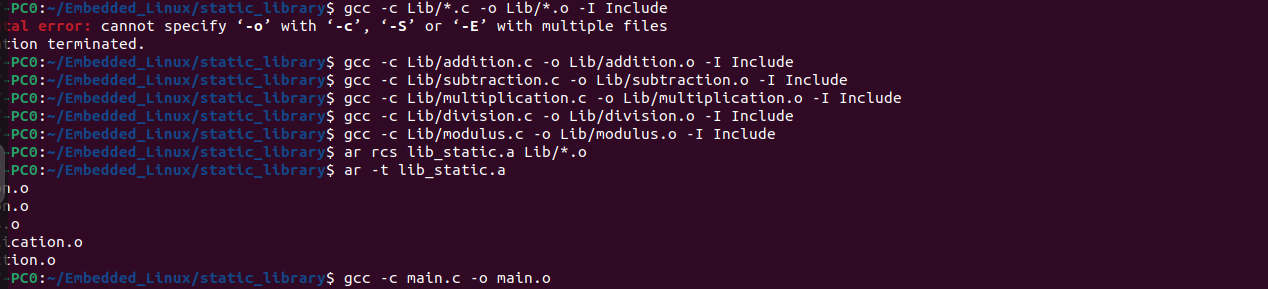 PC0:~/Embedded_Linux/static_library$ gcc -c Lib/*.c -o Lib/*.o -I Include
al error: cannot specify ‘-o’ with ‘-c’, ‘-S’ or ‘-E’ with multiple files
tion terminated.
PC0:~/Embedded_Linux/static_library$ gcc -c Lib/addition.c -o Lib/addition.o -I Include
PC0:~/Embedded_Linux/static_library$ gcc -c Lib/subtraction.c -o Lib/subtraction.o -I Include
PC0:~/Embedded_Linux/static_library$ gcc -c Lib/multiplication.c -o Lib/multiplication.o -I Include
PC0:~/Embedded_Linux/static_library$ gcc -c Lib/division.c -o Lib/division.o -I Include
PC0:~/Embedded_Linux/static_library$ gcc -c Lib/modulus.c -o Lib/modulus.o -I Include
PC0:~/Embedded_Linux/static_library$ ar rcs lib_static.a Lib/*.o
PC0:~/Embedded_Linux/static_library$ ar -t lib_static.a
n.o
n.o
.o
ication.o
tion.o
PC0:~/Embedded_Linux/static_library$ gcc -c main.c -o main.o